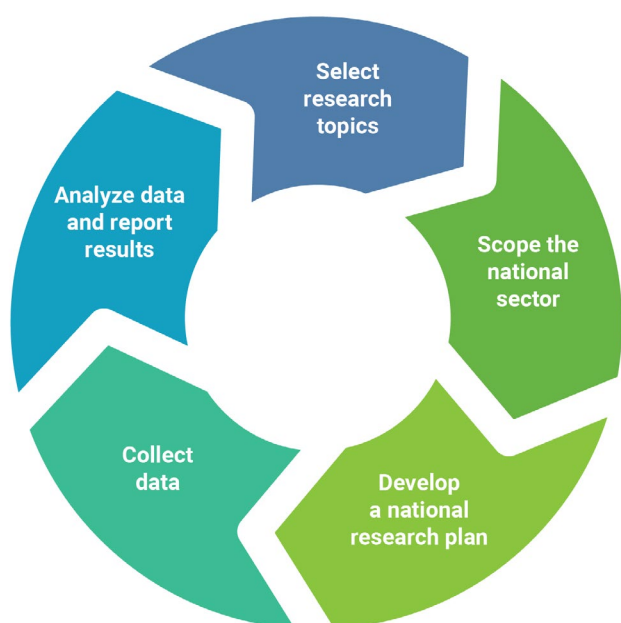 Select
research
topics
Scope the
national
sector
Develop
a national
research plan
Collect
data
Analyze data
and report
results